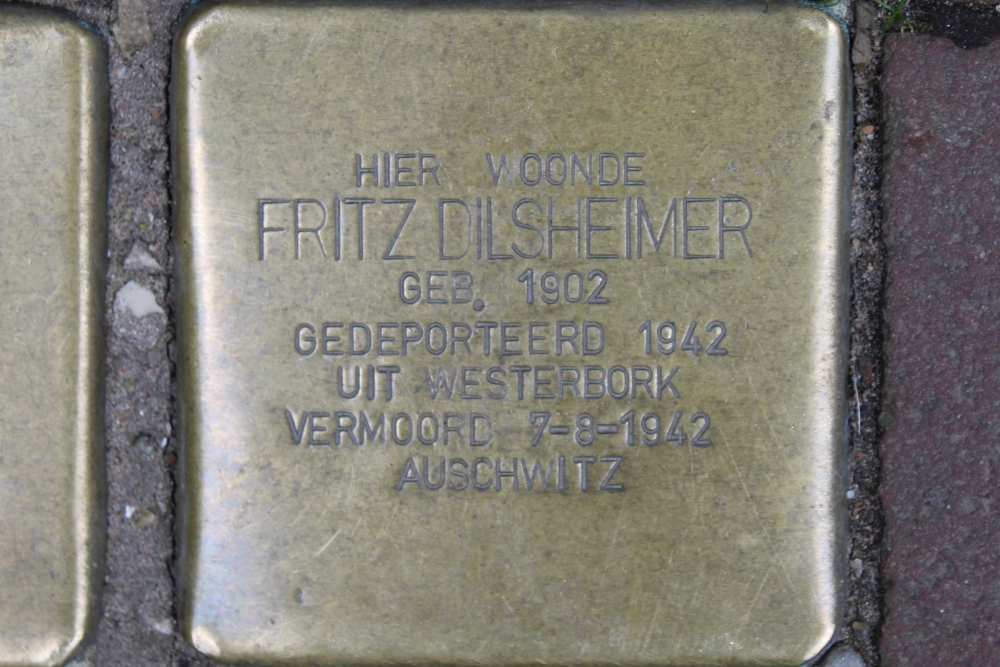 HIER WOONDE
FRITZ DILSHEIMER
GEB. 1902
GEDEPORTEERD 1942
UIT WESTERBORK
VERMOORD 7-8-1942
AUSCHWITZ